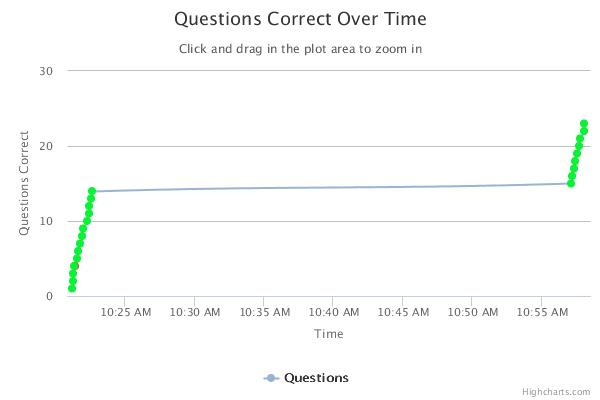 Questions Correct Over Time
Click and drag in the plot area to zoom in
Questions Correct
30
20
10
0
10:25 AM 10:30 AM 10:35 AM 10:40 AM 10:45 AM 10:50 AM 10:55 AM
Time
Questions
Highcharts.com